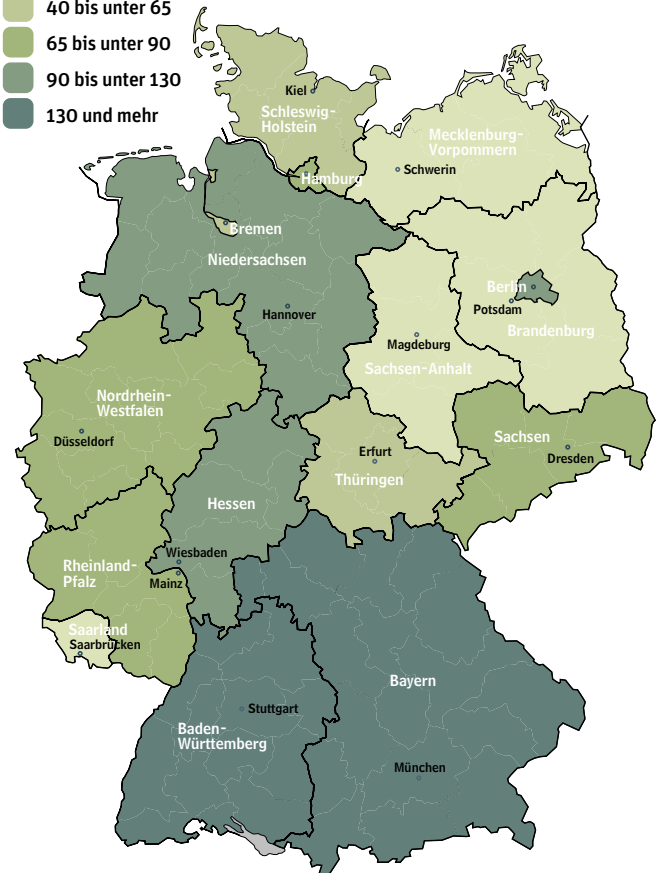 40 bis unter 65
65 bis unter 90
90 bis unter 130
130 und mehr
Kiel
Schleswig-
Holstein
Mecklenburg-
Vorpommern
Schwerin
Hamburg
Bremen
Niedersachsen
Hannover
Berlin
Potsdam
Brandenburg
Magdeburg
Sachsen-Anhalt
Nordrhein-
Westfalen
Düsseldorf
Sachsen
Dresden
Erfurt
Thüringen
Hessen
Wiesbaden
Rheinland-
Pfalz
Mainz
Saarland
Saarbrücken
Bayern
Stuttgart
Baden-
Württemberg
München